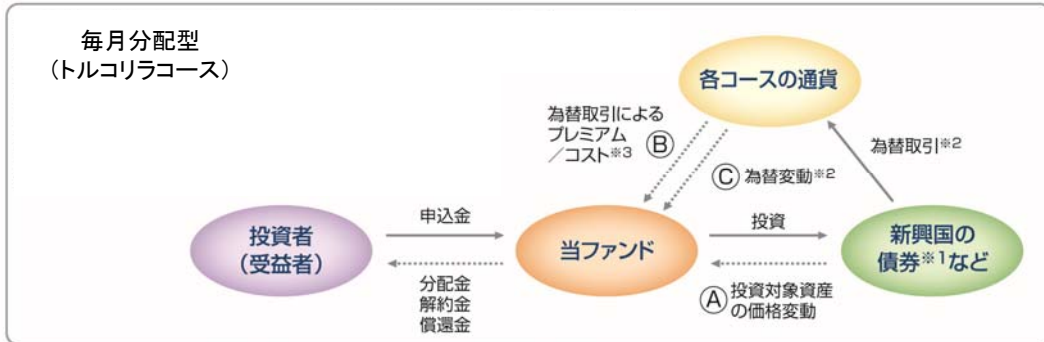 毎月分配型
（トルコリラコース）
各コースの通貨
為替取引による
プレミアム
／コスト※3
Ⓑ
Ⓒ 為替変動※2
為替取引※2
投資者
（受益者）
申込金
分配金
解約金
償還金
当ファンド
投資
Ⓐ 投資対象資産
の価格変動
新興国の
債券※1など